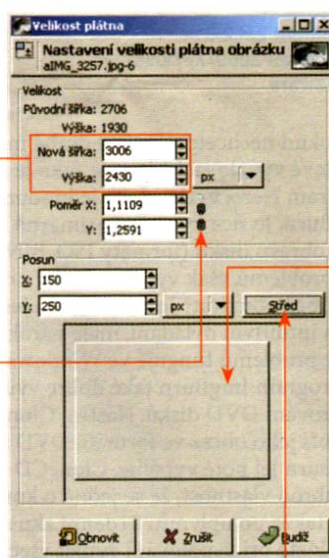 Velikost plátna
Nastavení velikosti plátna obrázku
aIMG_3257.jpg-6
Velikost
Původní šířka: 2706
Výška: 1930
Nová šířka: 3006
Výška: 2430 px
Poměr X: 1,1109
Y: 1,2591
Posun
X: 150
Y: 250 px Střed
Obnovit Zrušit Budiž